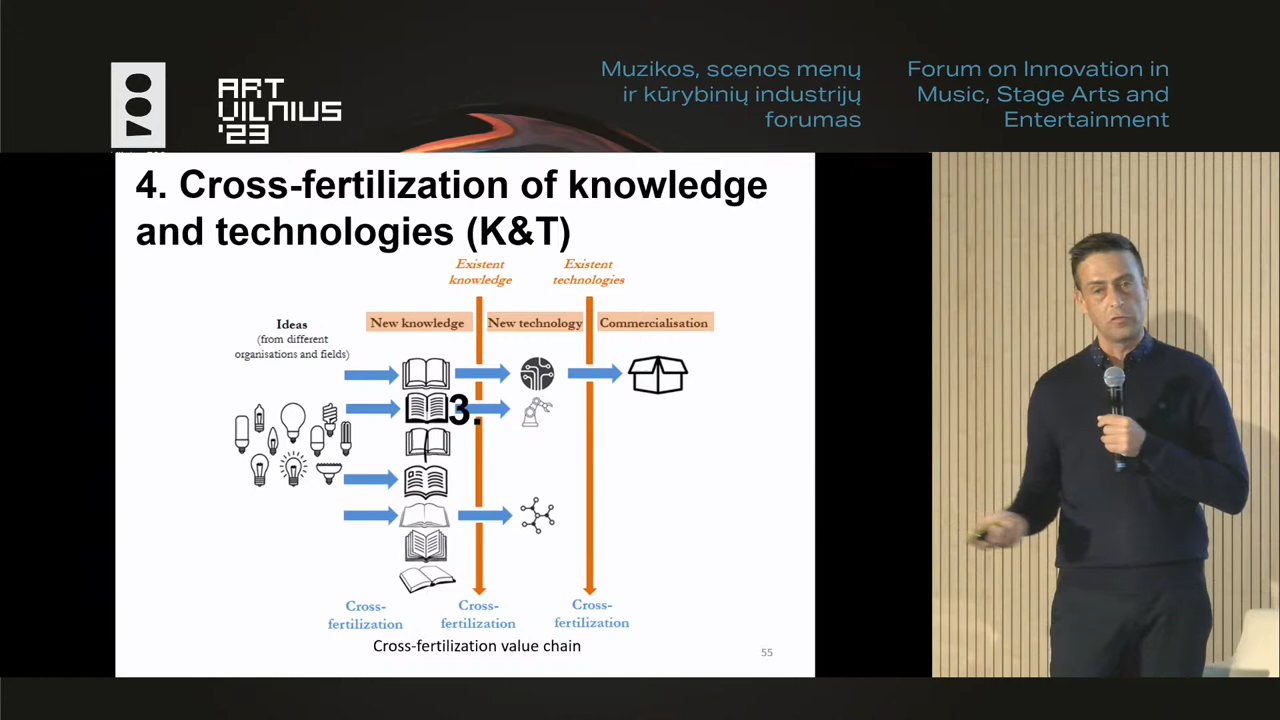 ART
VILNIUS
'23
Muzikos, scenos menų
ir kūrybinių industrijų
forumas
Forum on Innovation in
Music, Stage Arts and
Entertainment
4. Cross-fertilization of knowledge
and technologies (K&T)
Existent
knowledge
Existent
technologies
Ideas
(from different
organisations and fields)
New knowledge
New technology
Commercialisation
3.
Cross-
fertilization
Cross-
fertilization
Cross-
fertilization
Cross-fertilization value chain
55